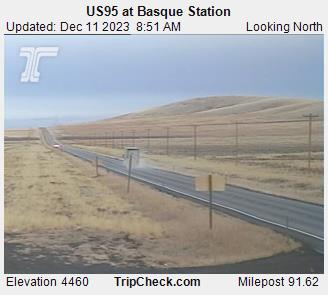 US95 at Basque Station
Updated: Dec 11 2023 8:51 AM Looking North
Elevation 4460 TripCheck.com Milepost 91.62